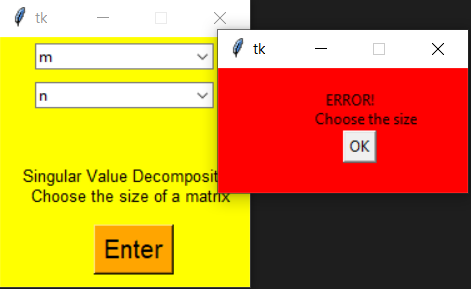 tk
m
n
Singular Value Decomposit
Choose the size of a matrix
Enter
tk
ERROR!
Choose the size
OK